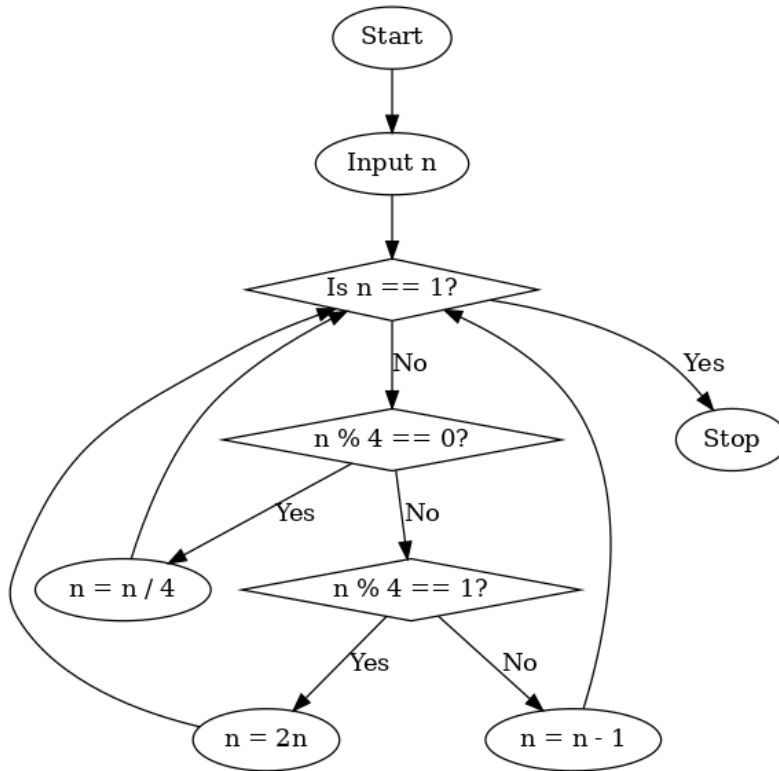 Start
Input n
Is n == 1?
No
Yes
n % 4 == 0?
Stop
Yes
No
n = n / 4
n % 4 == 1?
Yes
No
n = 2n
n = n - 1